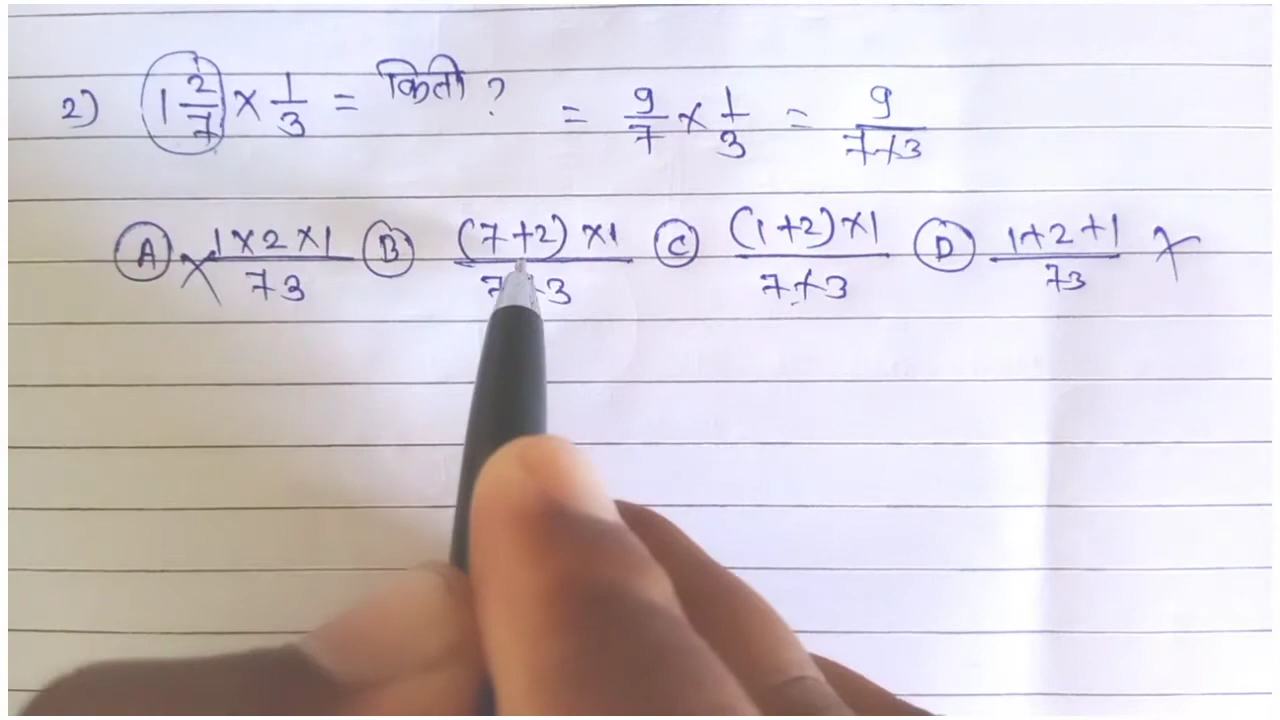 2) 1 2/7 × 1/3 = किती ? = 9/7 × 1/3 = 9/7×3
A × 1×2×1/73 B (7+2)×1/7×3 C (1+2)×1/7×3 D 1+2+1/73 ×